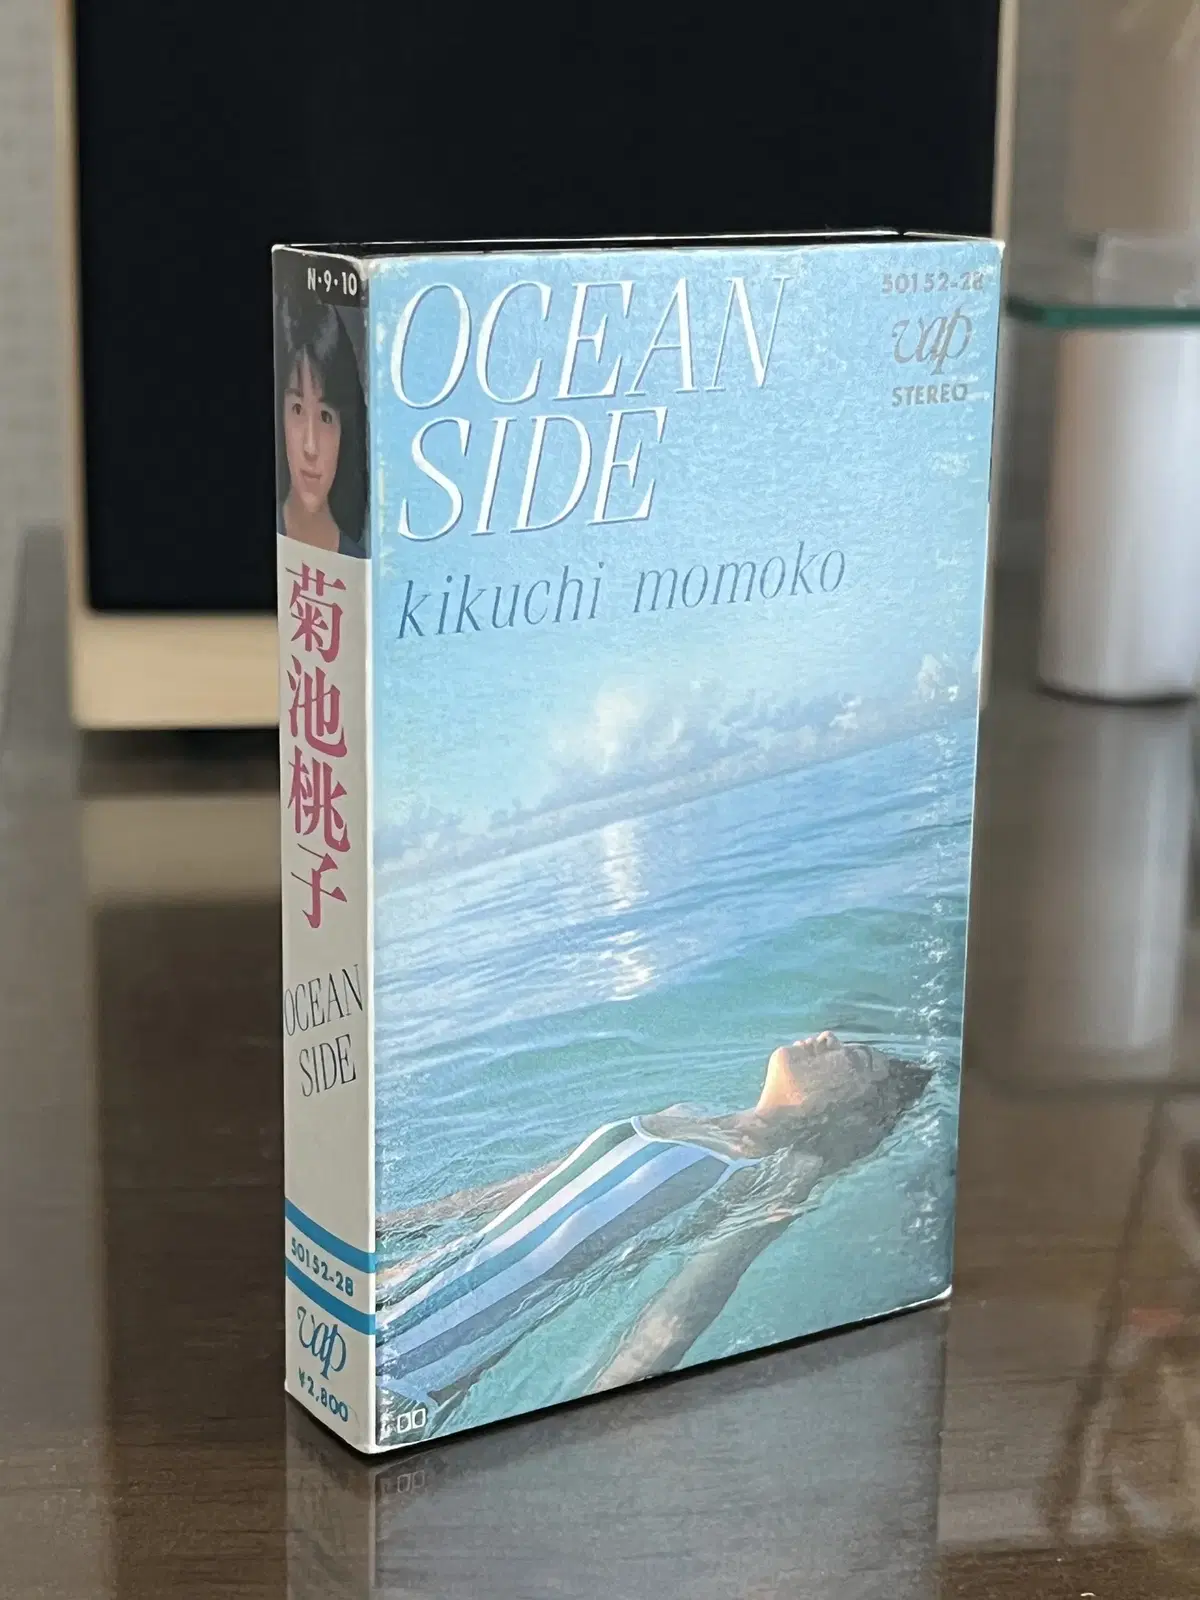 N・9・10
菊池桃子
OCEAN
SIDE
50152-28
vap
¥2,800
OCEAN
SIDE
kikuchi momoko
50152-28
vap
STEREO